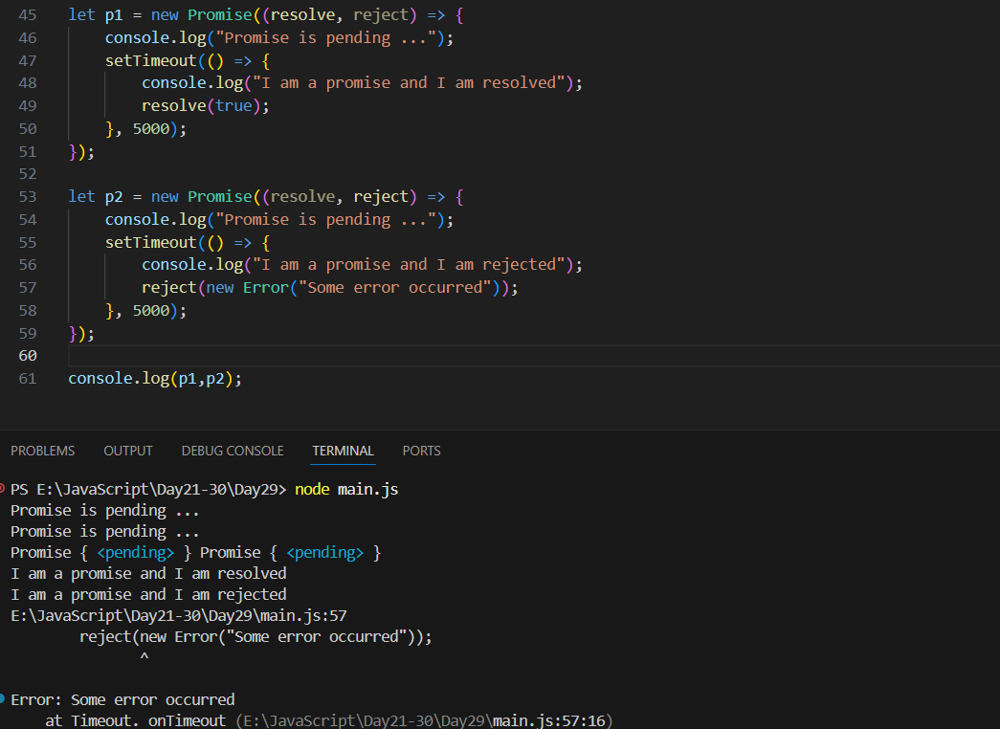 45 let p1 = new Promise((resolve, reject) => {
46 console.log("Promise is pending ...");
47 setTimeout(() => {
48 console.log("I am a promise and I am resolved");
49 resolve(true);
50 }, 5000);
51 });
52
53 let p2 = new Promise((resolve, reject) => {
54 console.log("Promise is pending ...");
55 setTimeout(() => {
56 console.log("I am a promise and I am rejected");
57 reject(new Error("Some error occurred"));
58 }, 5000);
59 });
60
61 console.log(p1,p2);
PROBLEMS OUTPUT DEBUG CONSOLE TERMINAL PORTS
PS E:\JavaScript\Day21-30\Day29> node main.js
Promise is pending ...
Promise is pending ...
Promise { <pending> } Promise { <pending> }
I am a promise and I am resolved
I am a promise and I am rejected
E:\JavaScript\Day21-30\Day29\main.js:57
reject(new Error("Some error occurred"));
^
Error: Some error occurred
at Timeout._onTimeout (E:\JavaScript\Day21-30\Day29\main.js:57:16)